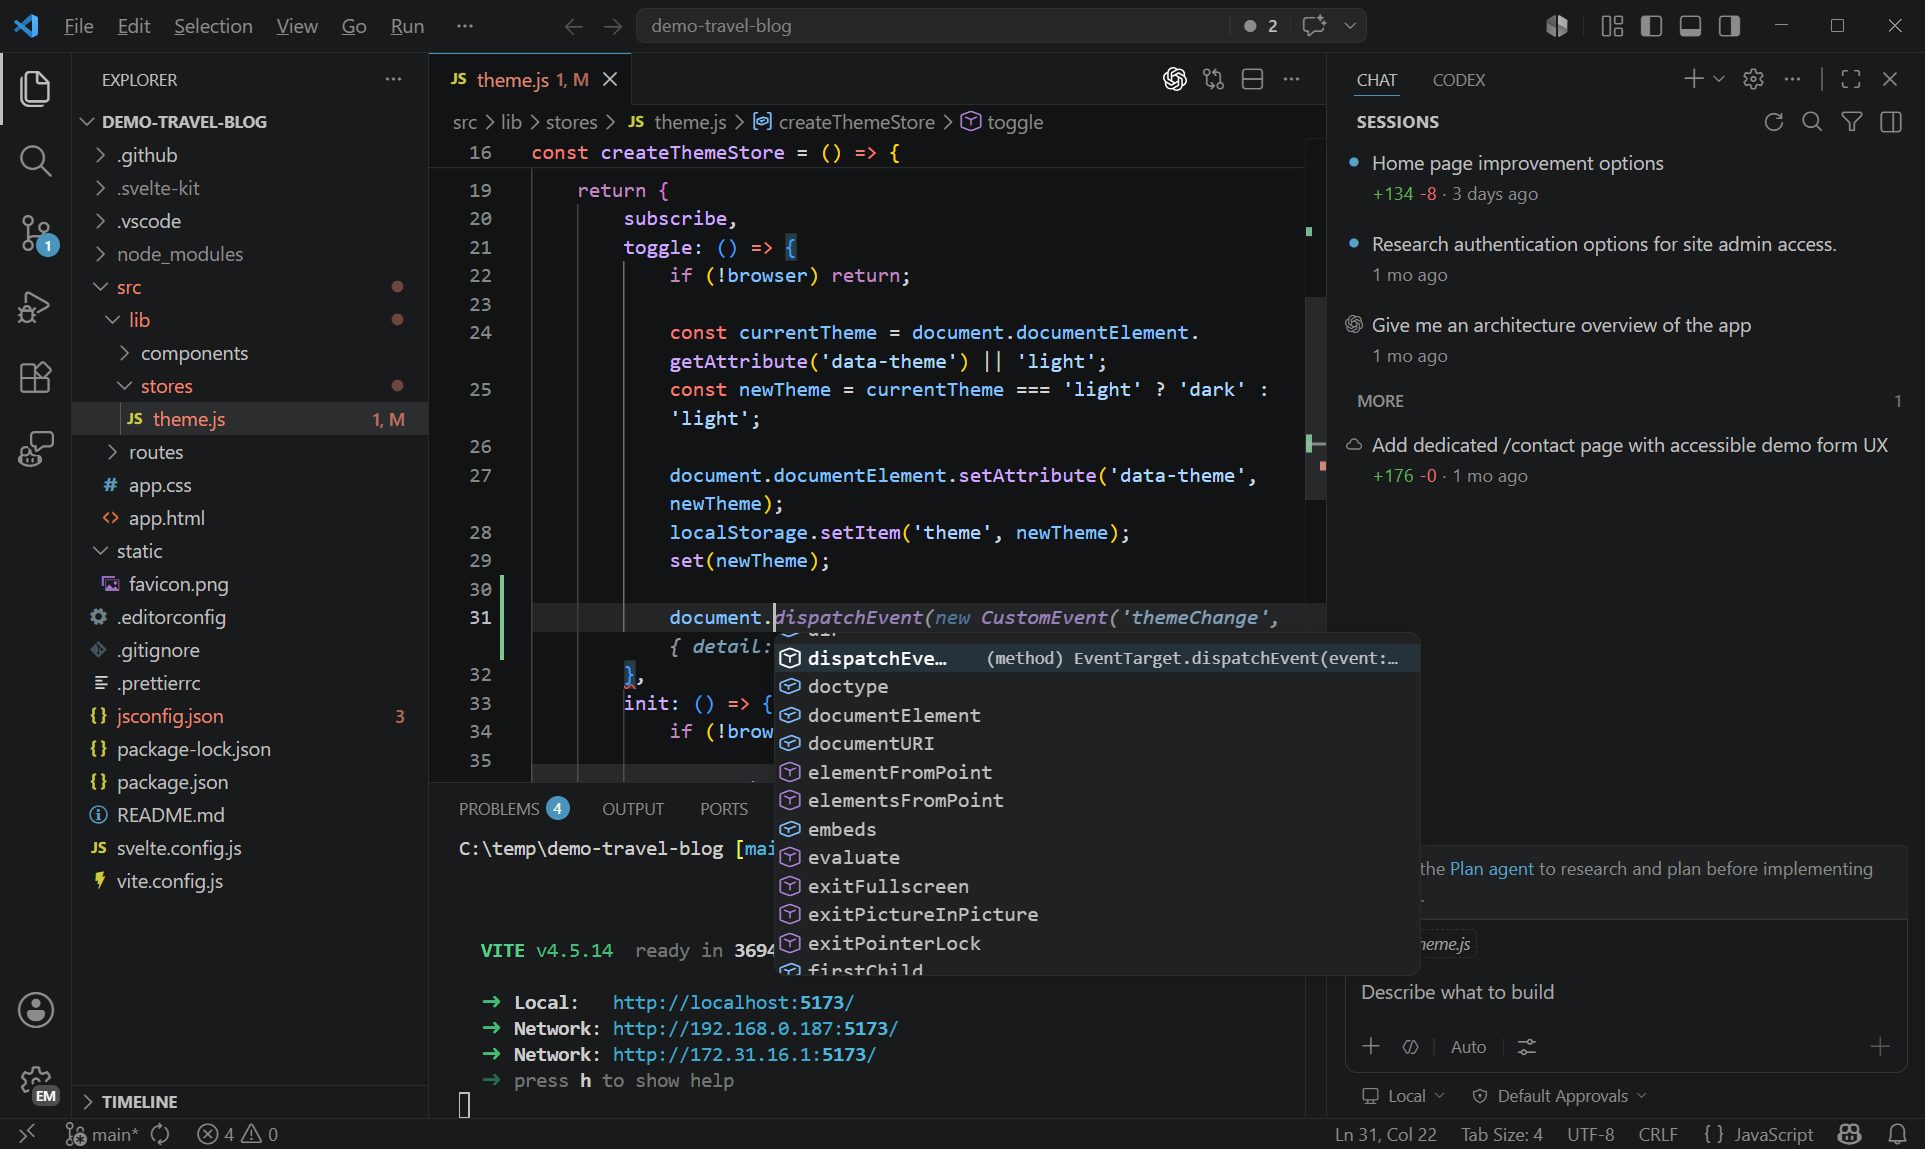 File Edit Selection View Go Run ···
demo-travel-blog
2
EXPLORER
DEMO-TRAVEL-BLOG
.github
.svelte-kit
.vscode
node_modules
src
lib
components
stores
JS theme.js 1, M
routes
# app.css
<> app.html
static
favicon.png
.editorconfig
.gitignore
.prettierrc
{} jsconfig.json 3
{} package-lock.json
{} package.json
README.md
JS svelte.config.js
vite.config.js
TIMELINE
1
EM
JS theme.js 1, M
src > lib > stores > JS theme.js > createThemeStore > toggle
16 const createThemeStore = () => {
19 return {
20 subscribe,
21 toggle: () => {
22 if (!browser) return;
23
24 const currentTheme = document.documentElement.
getAttribute('data-theme') || 'light';
25 const newTheme = currentTheme === 'light' ? 'dark' :
'light';
26
27 document.documentElement.setAttribute('data-theme',
newTheme);
28 localStorage.setItem('theme', newTheme);
29 set(newTheme);
30
31 document.dispatchEvent(new CustomEvent('themeChange',
{ detail:
32 },
33 init: () => {
34 if (!brow
35
dir
dispatchEve… (method) EventTarget.dispatchEvent(event:…
doctype
documentElement
documentURI
elementFromPoint
elementsFromPoint
embeds
evaluate
exitFullscreen
exitPictureInPicture
exitPointerLock
firstChild
PROBLEMS 4 OUTPUT PORTS
C:\temp\demo-travel-blog [mai
VITE v4.5.14 ready in 3694
➜ Local: http://localhost:5173/
➜ Network: http://192.168.0.187:5173/
➜ Network: http://172.31.16.1:5173/
➜ press h to show help
CHAT CODEX
SESSIONS
Home page improvement options
+134 -8 · 3 days ago
Research authentication options for site admin access.
1 mo ago
Give me an architecture overview of the app
1 mo ago
MORE 1
Add dedicated /contact page with accessible demo form UX
+176 -0 · 1 mo ago
the Plan agent to research and plan before implementing
.
heme.js
Describe what to build
Auto
Local Default Approvals
main* 4 0
Ln 31, Col 22 Tab Size: 4 UTF-8 CRLF {} JavaScript